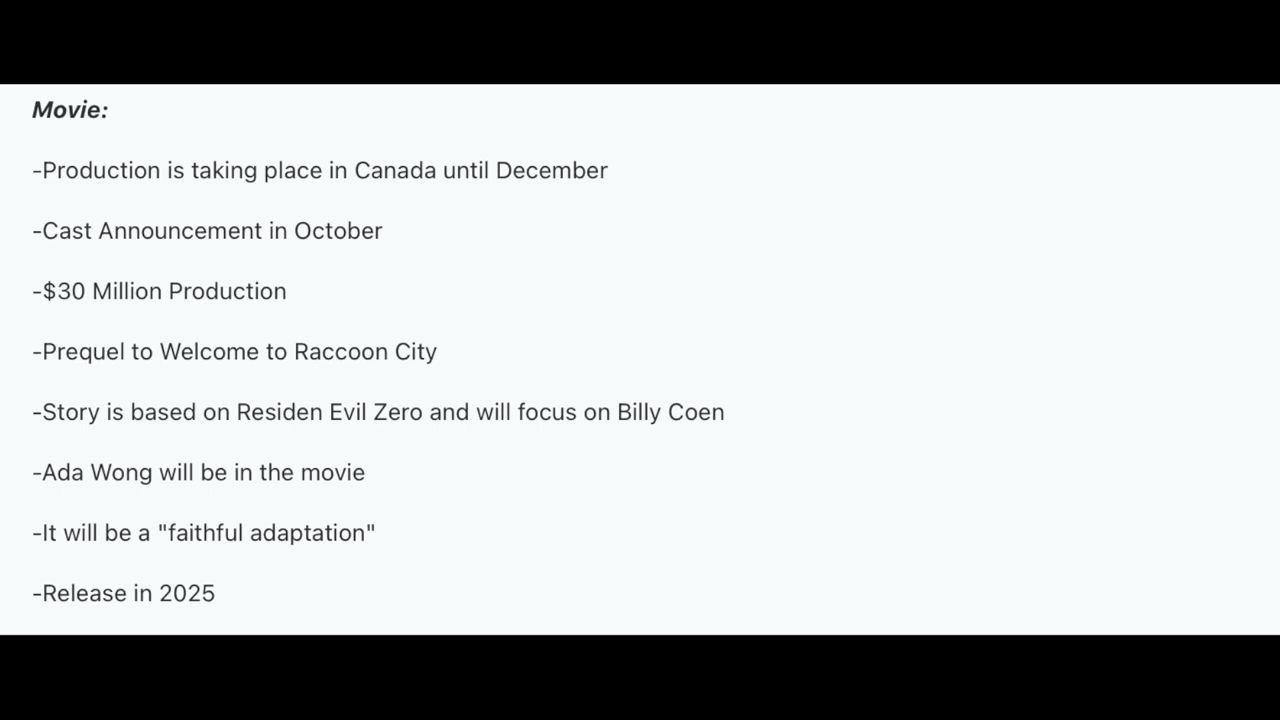 Movie:
-Production is taking place in Canada until December
-Cast Announcement in October
-$30 Million Production
-Prequel to Welcome to Raccoon City
-Story is based on Residen Evil Zero and will focus on Billy Coen
-Ada Wong will be in the movie
-It will be a "faithful adaptation"
-Release in 2025